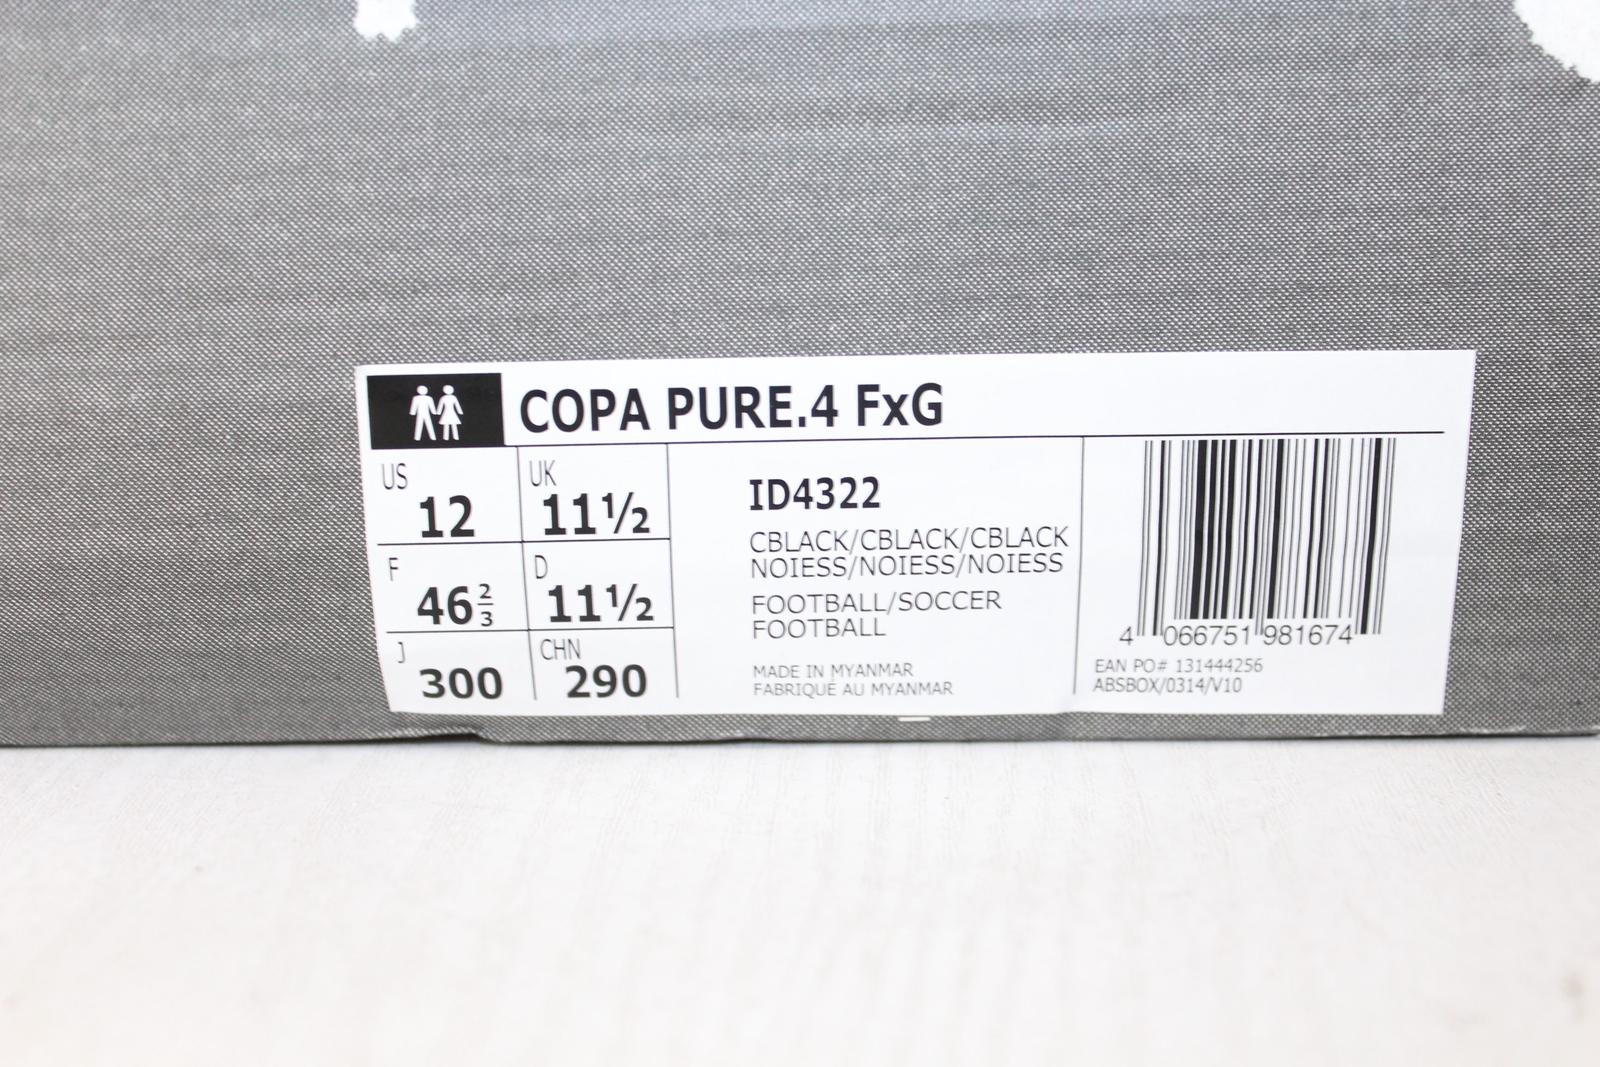 COPA PURE.4 FxG
US 12
UK 11½
F 46⅔
D 11½
J 300
CHN 290
ID4322
CBLACK/CBLACK/CBLACK
NOIESS/NOIESS/NOIESS
FOOTBALL/SOCCER
FOOTBALL
MADE IN MYANMAR
FABRIQUÉ AU MYANMAR
4 066751 981674
EAN PO# 131444256
ABSBOX/0314/V10